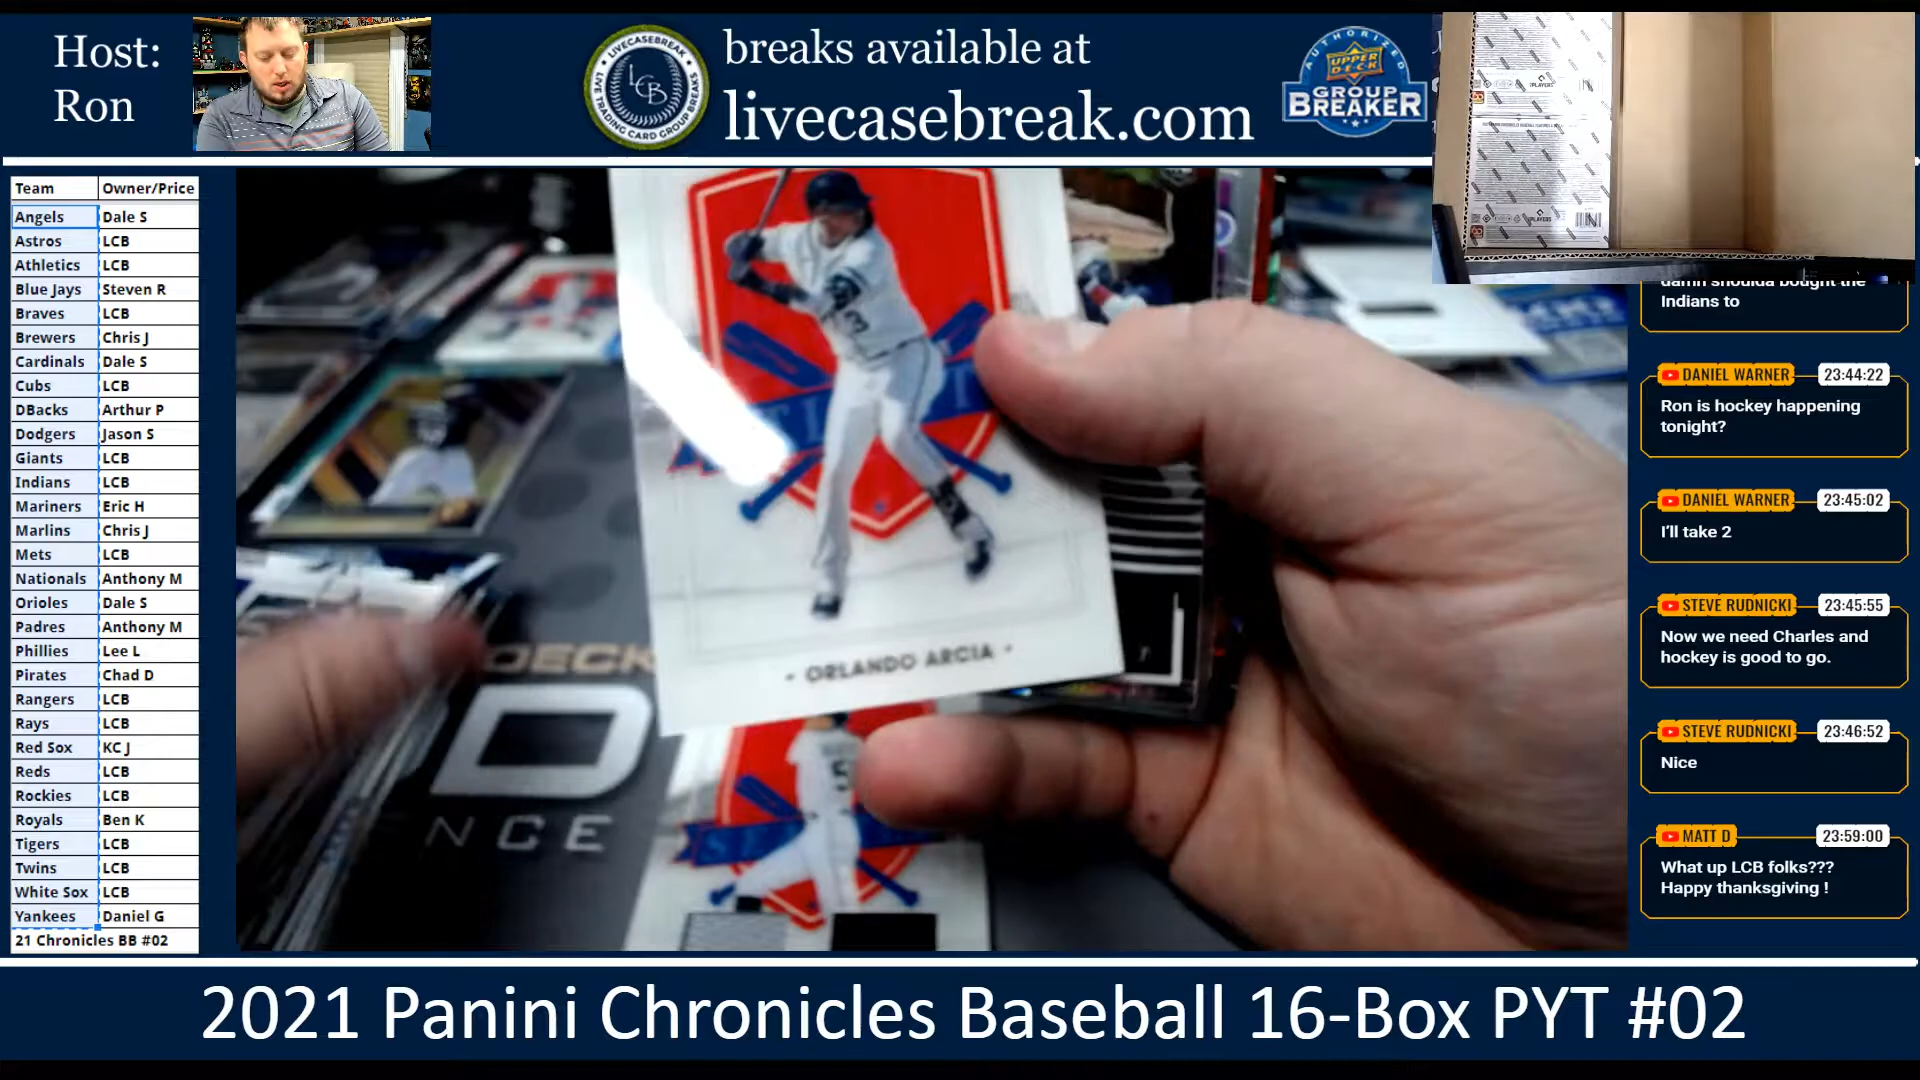 Host:
Ron
LIVECASEBREAK
LCB
LIVE TRADING CARD GROUP BREAKS
breaks available at
livecasebreak.com
AUTHORIZED
UPPER DECK
GROUP
BREAKER
Team Owner/Price
Angels Dale S
Astros LCB
Athletics LCB
Blue Jays Steven R
Braves LCB
Brewers Chris J
Cardinals Dale S
Cubs LCB
DBacks Arthur P
Dodgers Jason S
Giants LCB
Indians LCB
Mariners Eric H
Marlins Chris J
Mets LCB
Nationals Anthony M
Orioles Dale S
Padres Anthony M
Phillies Lee L
Pirates Chad D
Rangers LCB
Rays LCB
Red Sox KC J
Reds LCB
Rockies LCB
Royals Ben K
Tigers LCB
Twins LCB
White Sox LCB
Yankees Daniel G
21 Chronicles BB #02
- ORLANDO ARCIA -
DECK
NCE
damn shoulda bought the
Indians to
DANIEL WARNER 23:44:22
Ron is hockey happening
tonight?
DANIEL WARNER 23:45:02
I'll take 2
STEVE RUDNICKI 23:45:55
Now we need Charles and
hockey is good to go.
STEVE RUDNICKI 23:46:52
Nice
MATT D 23:59:00
What up LCB folks???
Happy thanksgiving !
2021 Panini Chronicles Baseball 16-Box PYT #02